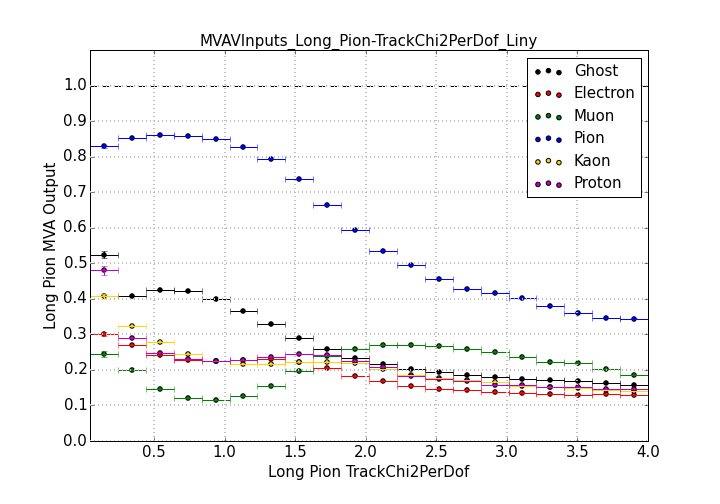 MVAVInputs_Long_Pion-TrackChi2PerDof_Liny
Long Pion MVA Output
1.0
0.9
0.8
0.7
0.6
0.5
0.4
0.3
0.2
0.1
0.0
Ghost
Electron
Muon
Pion
Kaon
Proton
0.5 1.0 1.5 2.0 2.5 3.0 3.5 4.0
Long Pion TrackChi2PerDof